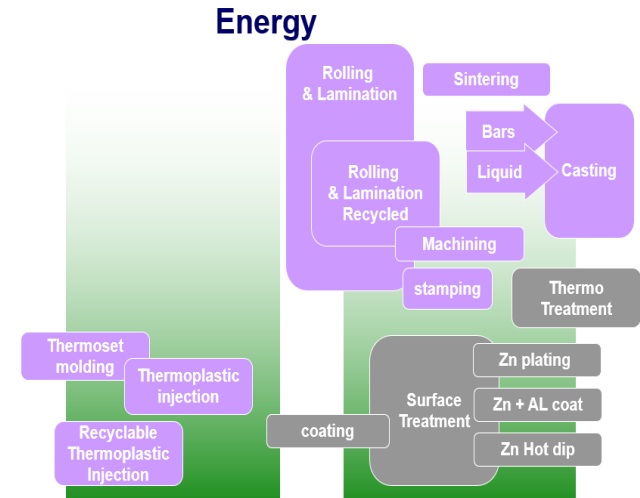 Energy
Rolling
& Lamination
Sintering
Bars
Liquid
Casting
Rolling
& Lamination
Recycled
Machining
stamping
Thermo
Treatment
Thermoset
molding
Thermoplastic
injection
Recyclable
Thermoplastic
Injection
coating
Surface
Treatment
Zn plating
Zn + AL coat
Zn Hot dip